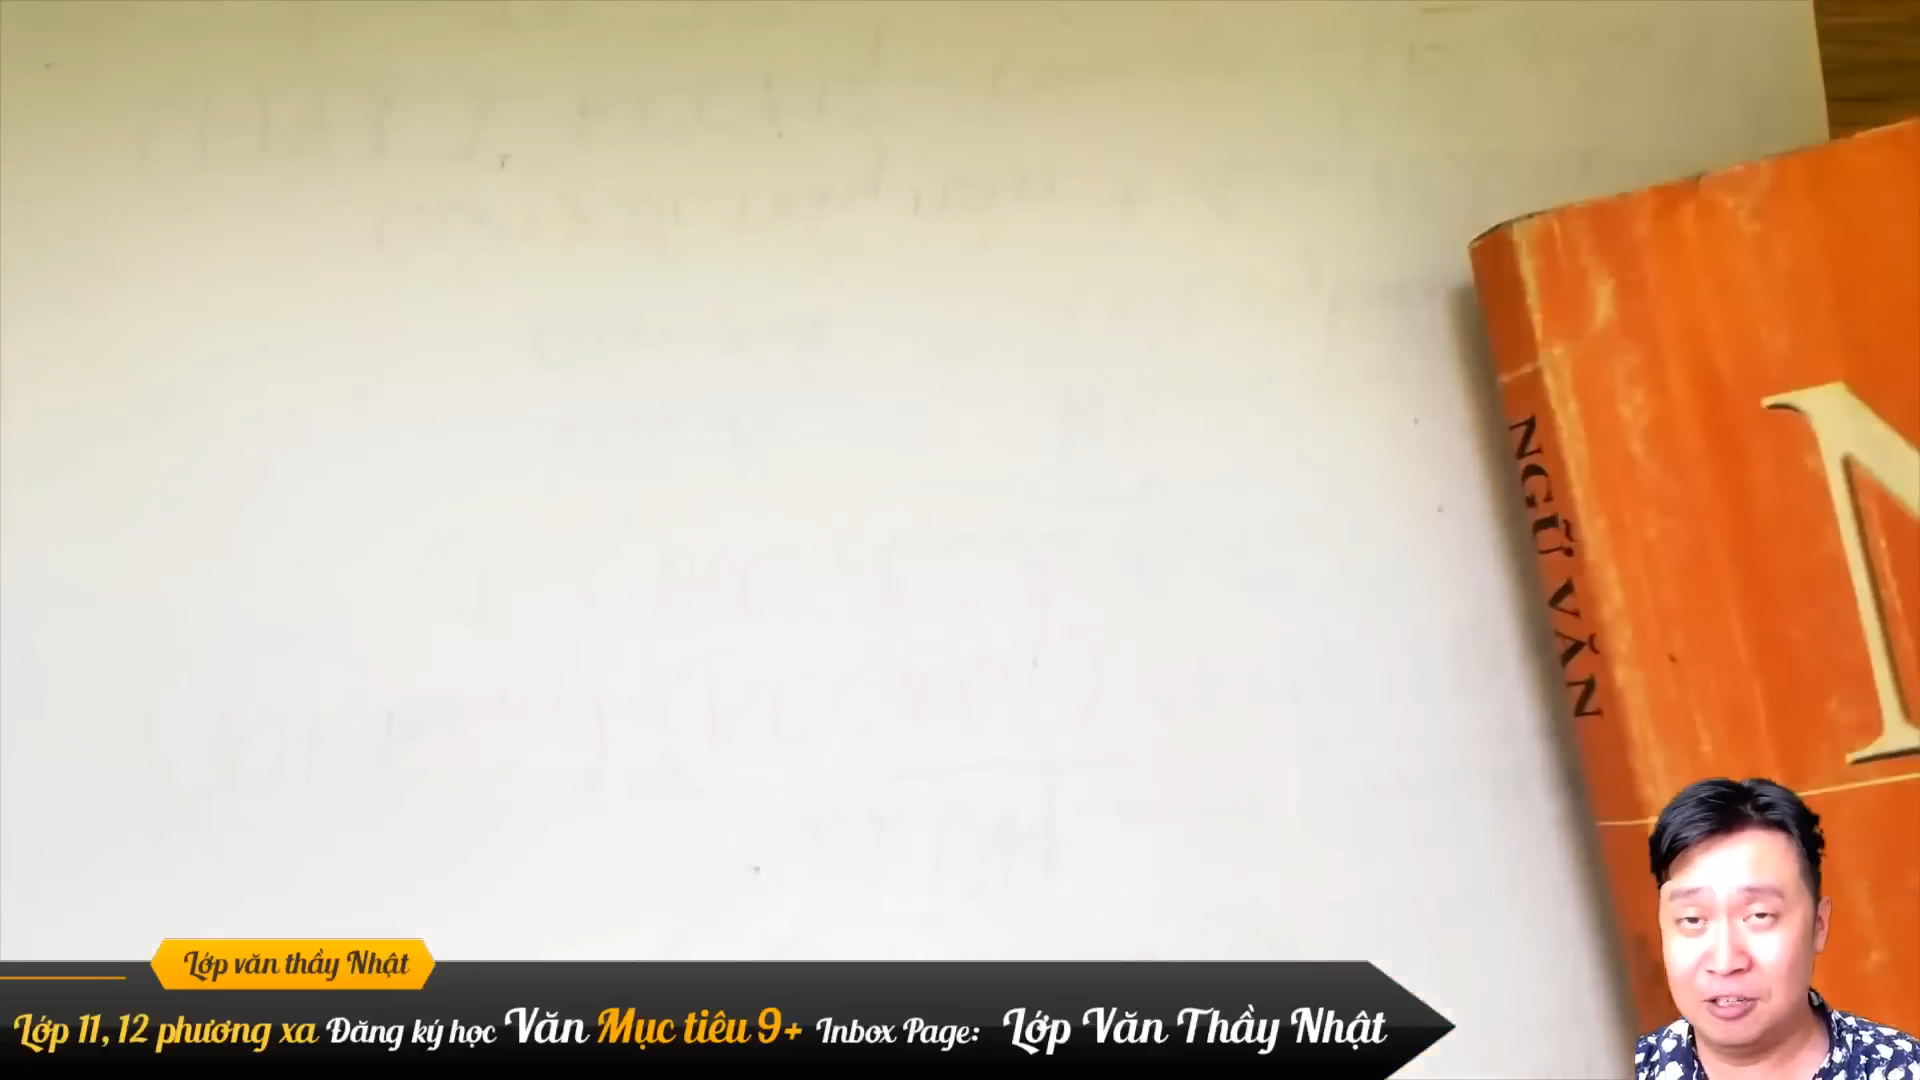 NGỮ VĂN
N
Lớp văn thầy Nhật
Lớp 11, 12 phương xa Đăng ký học Văn Mục tiêu 9+ Inbox Page: Lớp Văn Thầy Nhật